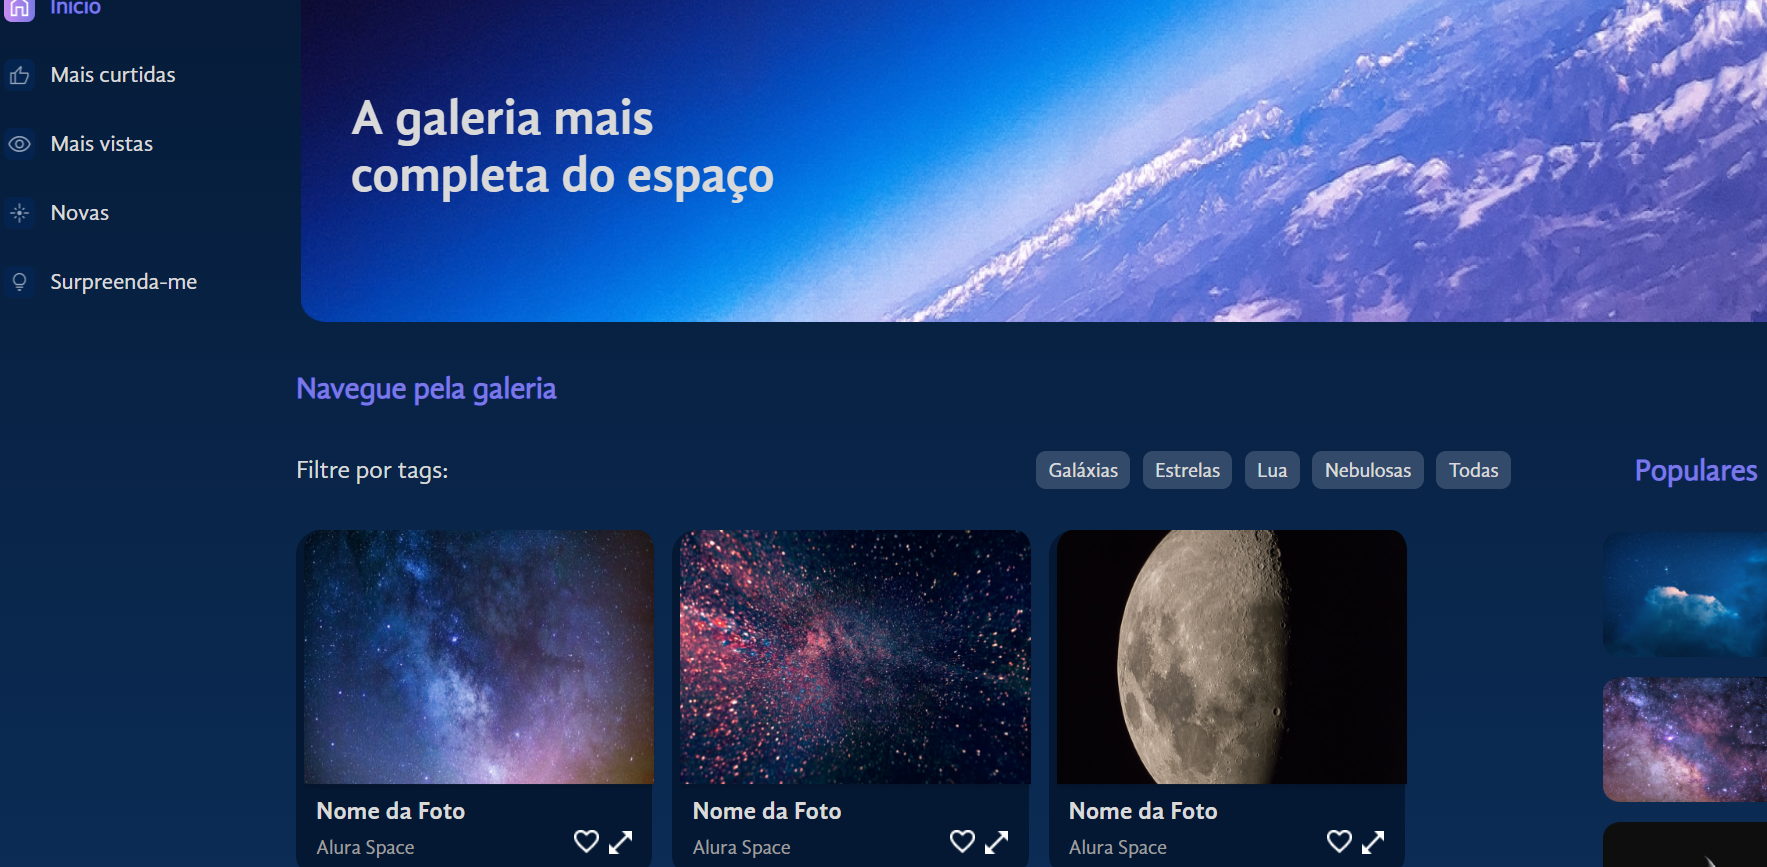 Início
Mais curtidas
Mais vistas
Novas
Surpreenda-me
A galeria mais
completa do espaço
Navegue pela galeria
Filtre por tags:
Galáxias
Estrelas
Lua
Nebulosas
Todas
Populares
Nome da Foto
Alura Space
Nome da Foto
Alura Space
Nome da Foto
Alura Space